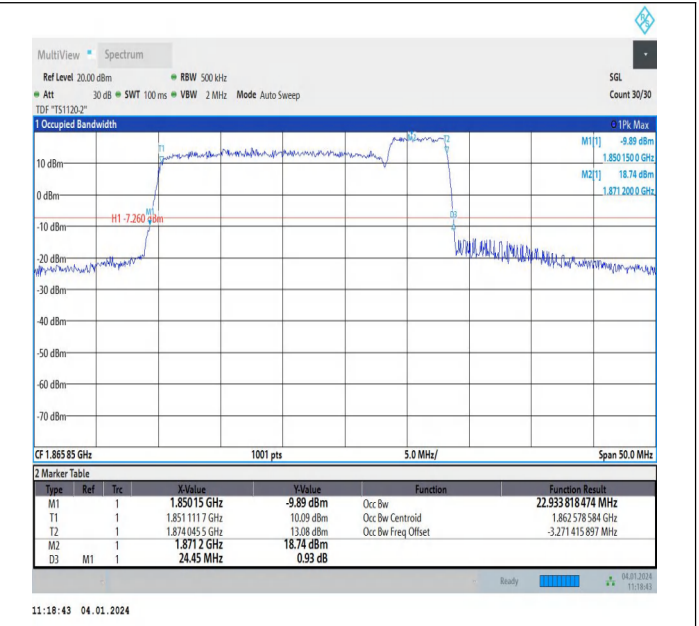 MultiView Spectrum
Ref Level 20.00 dBm RBW 500 kHz SGL
Att 30 dB SWT 100 ms VBW 2 MHz Mode Auto Sweep Count 30/30
TDF "TS1120-2"
1 Occupied Bandwidth 1Pk Max
M1[1] -9.89 dBm
1.850 150 0 GHz
M2[1] 18.74 dBm
1.871 200 0 GHz
T1
M2
T2
10 dBm
0 dBm
H1 -7.260 dBm
M1
D3
-10 dBm
-20 dBm
-30 dBm
-40 dBm
-50 dBm
-60 dBm
-70 dBm
CF 1.865 85 GHz 1001 pts 5.0 MHz/ Span 50.0 MHz
2 Marker Table
Type Ref Trc X-Value Y-Value Function Function Result
M1 1 1.85015 GHz -9.89 dBm Occ Bw 22.933 818 474 MHz
T1 1 1.851 111 7 GHz 10.09 dBm Occ Bw Centroid 1.862 578 584 GHz
T2 1 1.874 045 5 GHz 13.08 dBm Occ Bw Freq Offset -3.271 415 897 MHz
M2 1 1.8712 GHz 18.74 dBm
D3 M1 1 24.45 MHz 0.93 dB
Ready 04.01.2024
11:18:43
11:18:43 04.01.2024